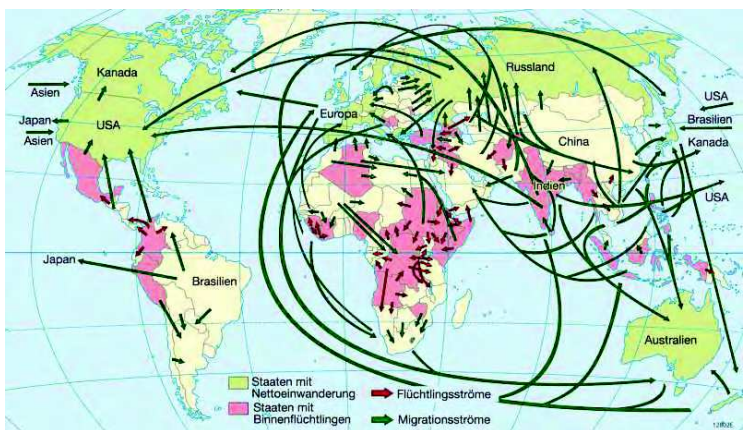 Kanada
Russland
Asien
USA
Japan
USA
Europa
Brasilien
Asien
China
Kanada
Indien
USA
Japan
Brasilien
Australien
Staaten mit
Nettoeinwanderung
Flüchtlingsströme
Staaten mit
Binnenflüchtlingen
Migrationsströme